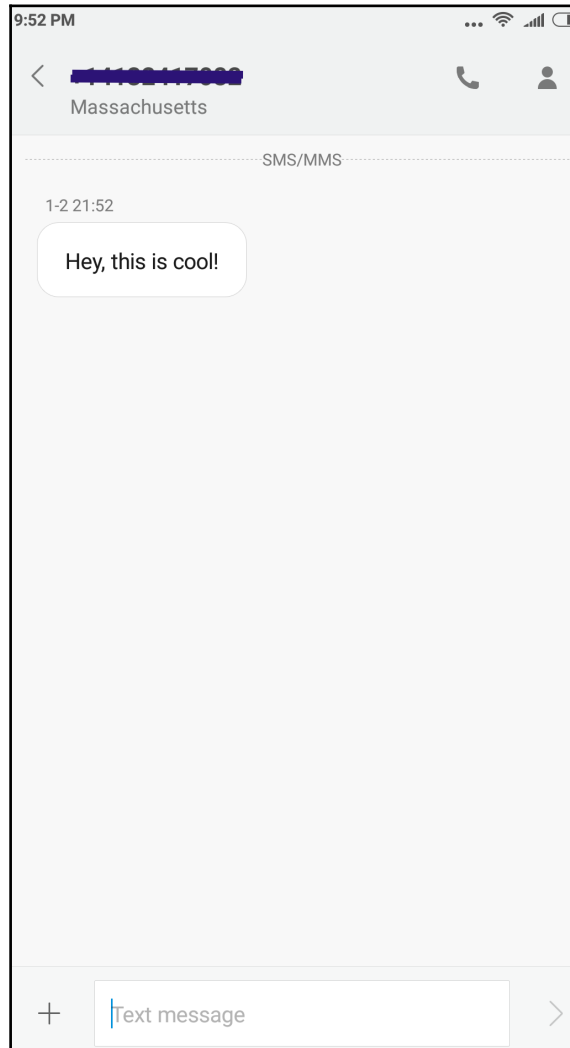 9:52 PM
Massachusetts
SMS/MMS
1-2 21:52
Hey, this is cool!
Text message